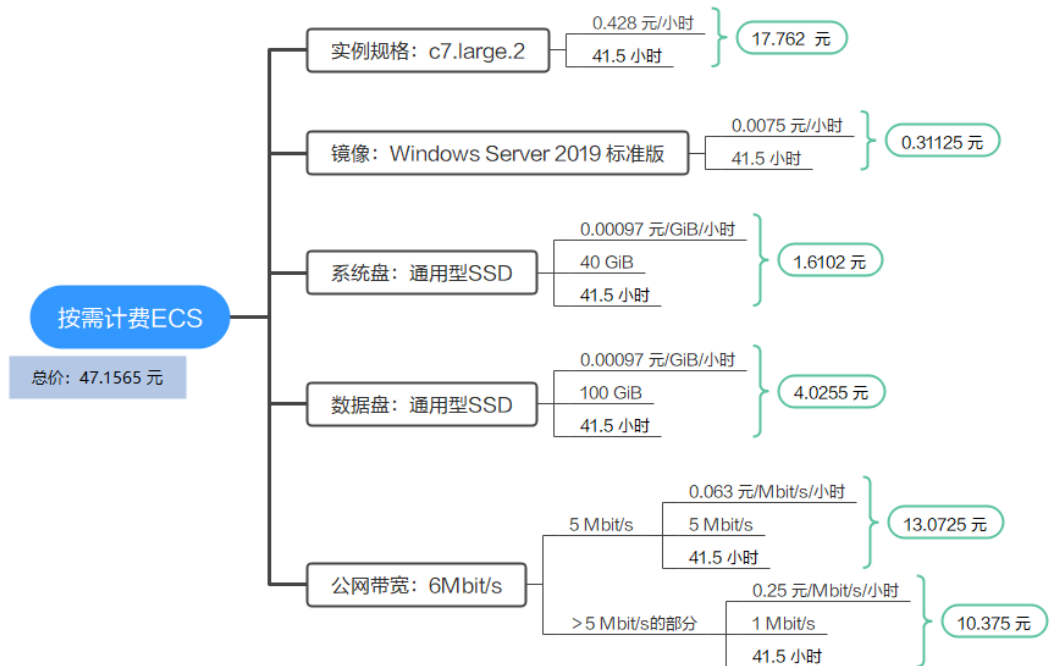 按需计费ECS
总价：47.1565 元
实例规格：c7.large.2
0.428 元/小时
41.5 小时
17.762 元
镜像：Windows Server 2019 标准版
0.0075 元/小时
41.5 小时
0.31125 元
系统盘：通用型SSD
0.00097 元/GiB/小时
40 GiB
41.5 小时
1.6102 元
数据盘：通用型SSD
0.00097 元/GiB/小时
100 GiB
41.5 小时
4.0255 元
公网带宽：6Mbit/s
5 Mbit/s
0.063 元/Mbit/s/小时
5 Mbit/s
41.5 小时
13.0725 元
>5 Mbit/s的部分
0.25 元/Mbit/s/小时
1 Mbit/s
41.5 小时
10.375 元